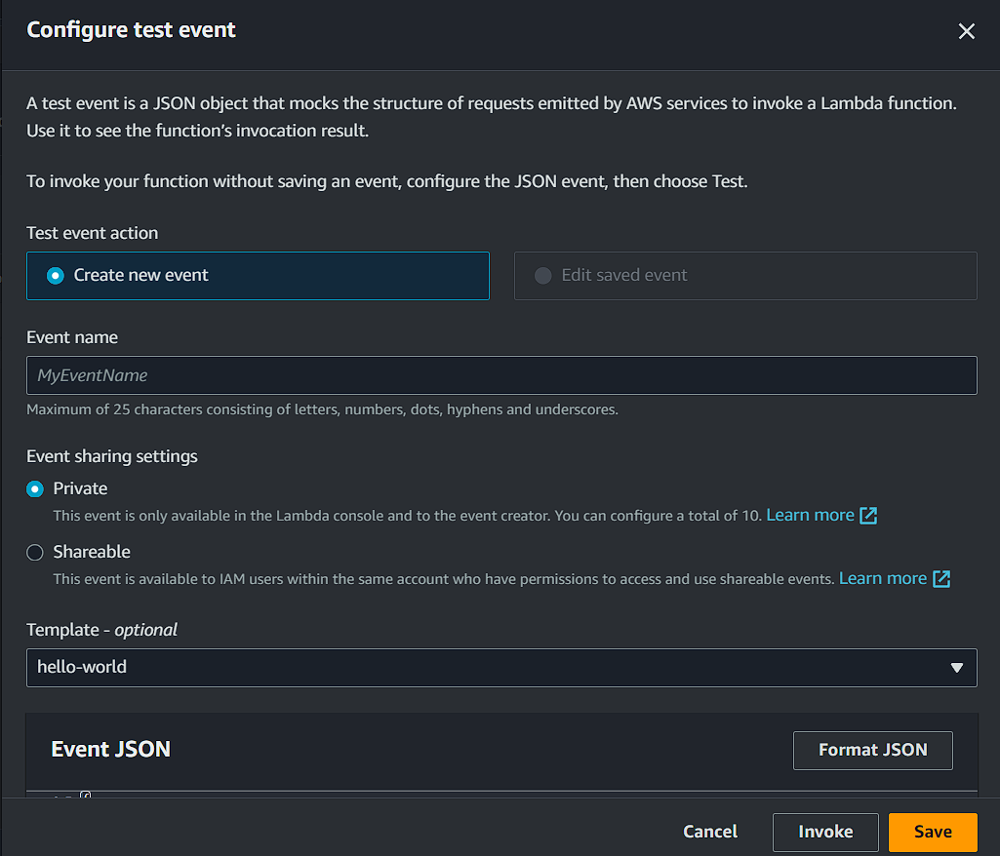 Configure test event
A test event is a JSON object that mocks the structure of requests emitted by AWS services to invoke a Lambda function.
Use it to see the function’s invocation result.
To invoke your function without saving an event, configure the JSON event, then choose Test.
Test event action
Create new event
Edit saved event
Event name
MyEventName
Maximum of 25 characters consisting of letters, numbers, dots, hyphens and underscores.
Event sharing settings
Private
This event is only available in the Lambda console and to the event creator. You can configure a total of 10. Learn more
Shareable
This event is available to IAM users within the same account who have permissions to access and use shareable events. Learn more
Template - optional
hello-world
Event JSON
Format JSON
Cancel
Invoke
Save